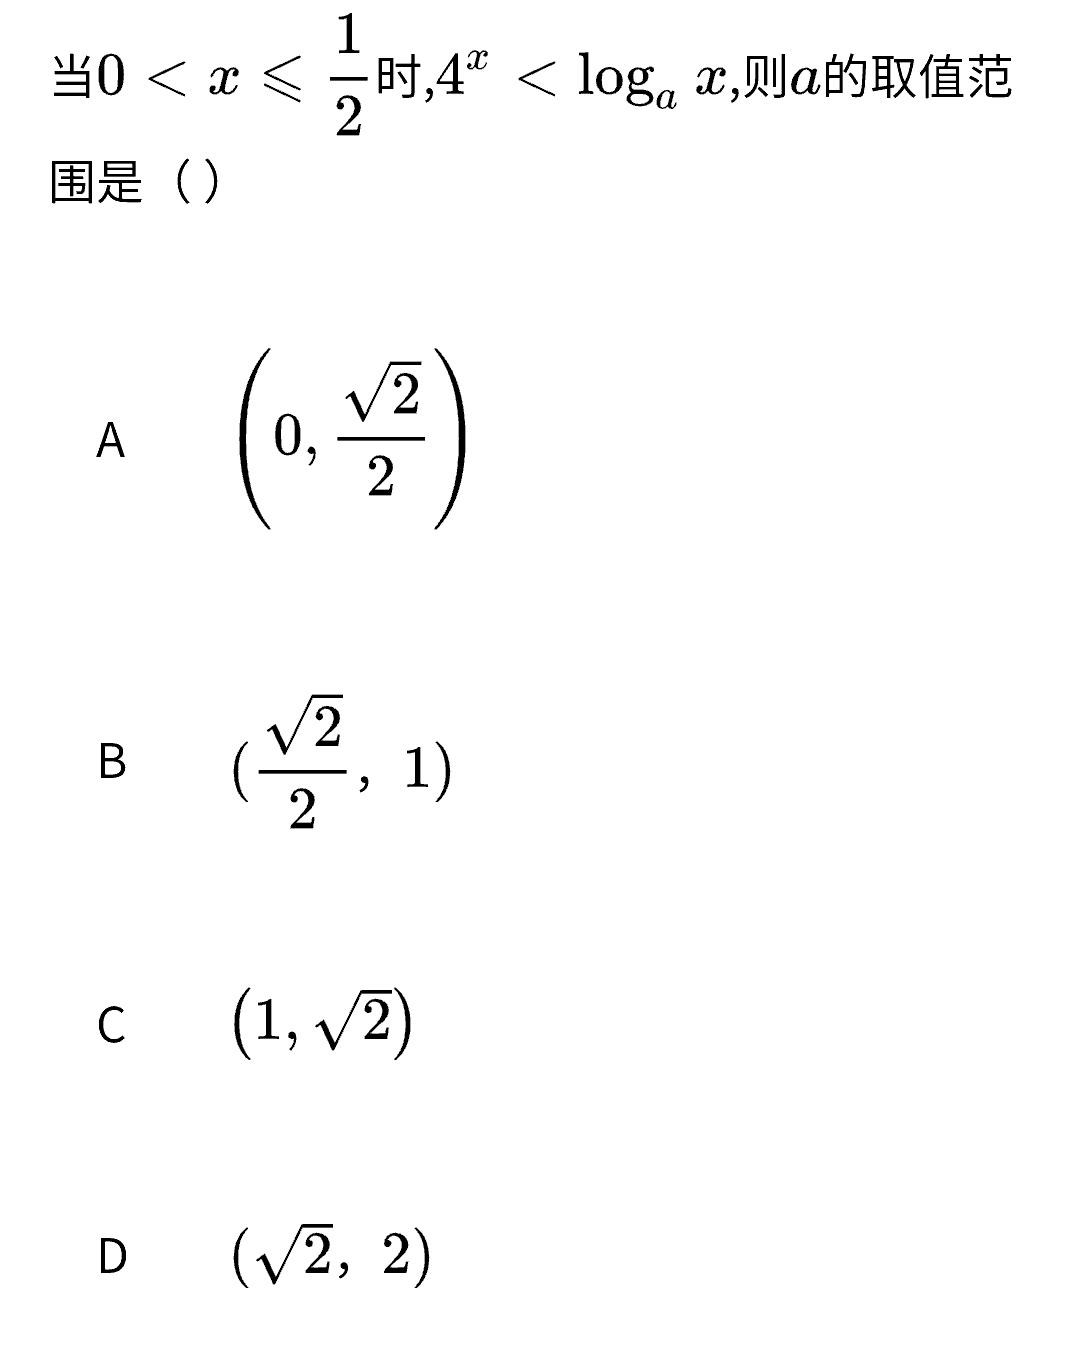 当$0 < x \leqslant \frac{1}{2}$时,$4^x < \log_a x$,则$a$的取值范
围是（ ）
A $\left(0, \frac{\sqrt{2}}{2}\right)$
B $(\frac{\sqrt{2}}{2}, 1)$
C $(1, \sqrt{2})$
D $(\sqrt{2}, 2)$